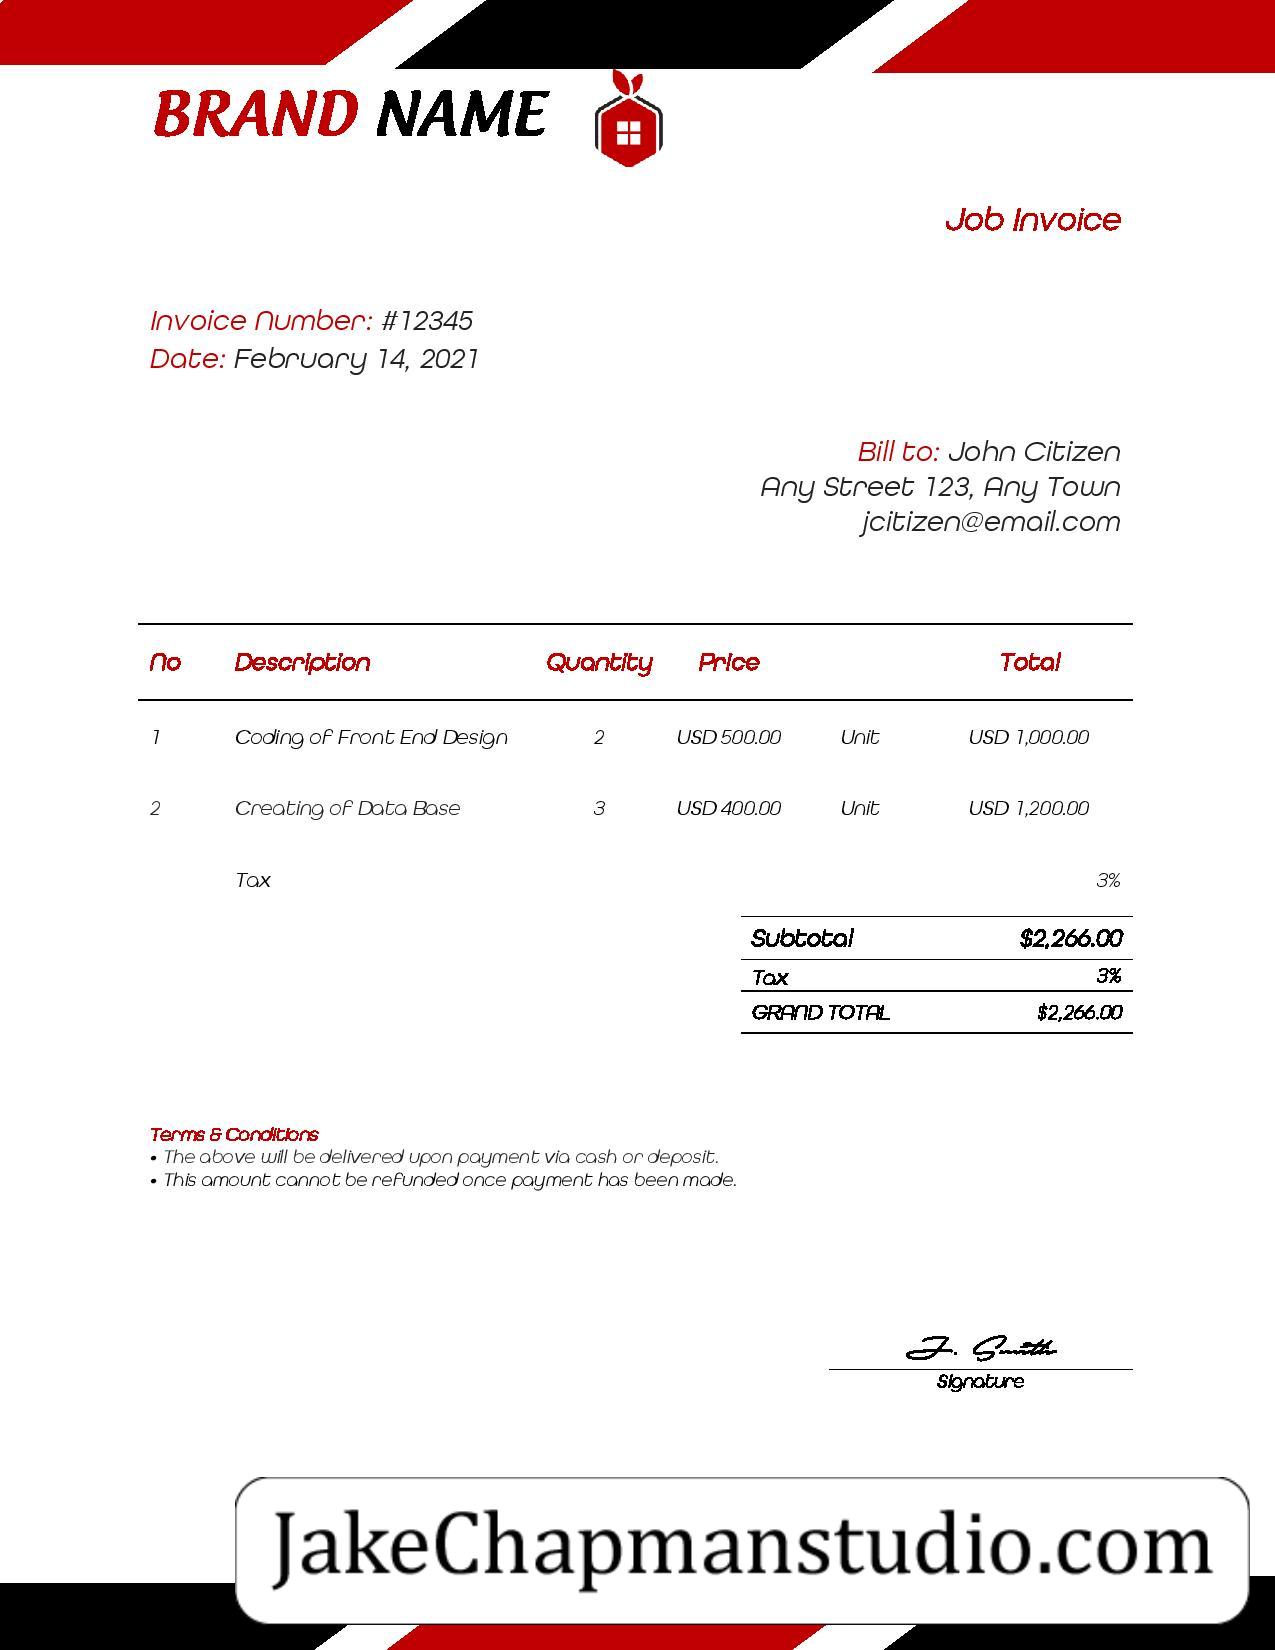 BRAND NAME
Job Invoice
Invoice Number: #12345
Date: February 14, 2021
Bill to: John Citizen
Any Street 123, Any Town
jcitizen@email.com
No Description Quantity Price Total
1 Coding of Front End Design 2 USD 500.00 Unit USD 1,000.00
2 Creating of Data Base 3 USD 400.00 Unit USD 1,200.00
Tax 3%
Subtotal $2,266.00
Tax 3%
GRAND TOTAL $2,266.00
Terms & Conditions
• The above will be delivered upon payment via cash or deposit.
• This amount cannot be refunded once payment has been made.
J. Smith
Signature
JakeChapmanstudio.com